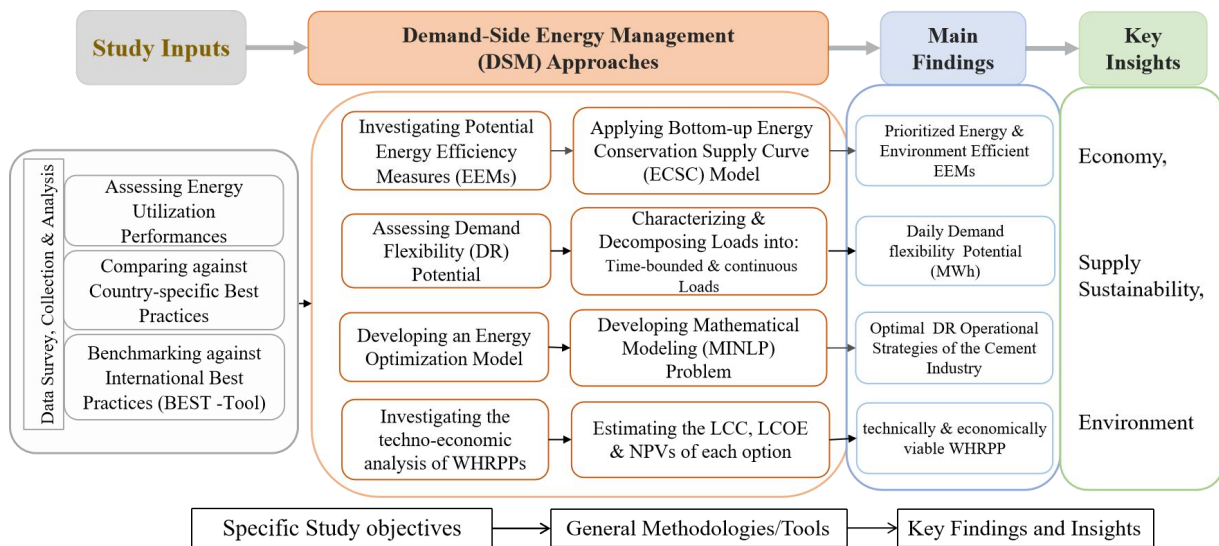 Study Inputs
Demand-Side Energy Management
(DSM) Approaches
Main
Findings
Key
Insights
Data Survey, Collection & Analysis
Assessing Energy
Utilization
Performances
Comparing against
Country-specific Best
Practices
Benchmarking against
International Best
Practices (BEST -Tool)
Investigating Potential
Energy Efficiency
Measures (EEMs)
Applying Bottom-up Energy
Conservation Supply Curve
(ECSC) Model
Prioritized Energy &
Environment Efficient
EEMs
Economy,
Assessing Demand
Flexibility (DR)
Potential
Characterizing &
Decomposing Loads into:
Time-bounded & continuous
Loads
Daily Demand
flexibility Potential
(MWh)
Supply
Sustainability,
Developing an Energy
Optimization Model
Developing Mathematical
Modeling (MINLP)
Problem
Optimal DR Operational
Strategies of the Cement
Industry
Investigating the
techno-economic
analysis of WHRPPs
Estimating the LCC, LCOE
& NPVs of each option
technically & economically
viable WHRPP
Environment
Specific Study objectives
General Methodologies/Tools
Key Findings and Insights